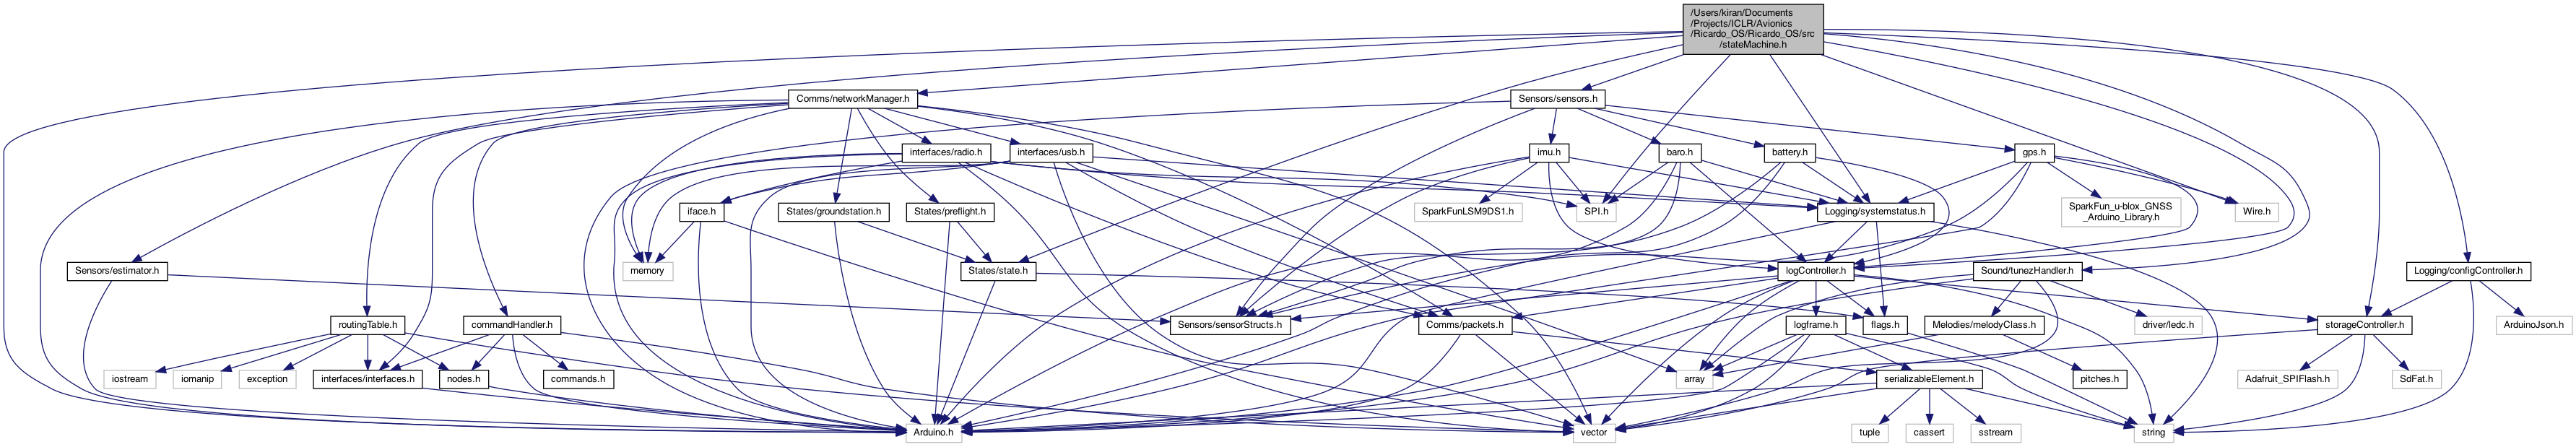 /Users/kiran/Documents
/Projects/ICLR/Avionics
/Ricardo_OS/Ricardo_OS/src
/stateMachine.h
Comms/networkManager.h
Sensors/sensors.h
interfaces/radio.h
interfaces/usb.h
imu.h
baro.h
battery.h
gps.h
iface.h
States/groundstation.h
States/preflight.h
SparkFunLSM9DS1.h
SPI.h
Logging/systemstatus.h
SparkFun_u-blox_GNSS
_Arduino_Library.h
Wire.h
Sensors/estimator.h
memory
States/state.h
logController.h
Sound/tunezHandler.h
Logging/configController.h
routingTable.h
commandHandler.h
Sensors/sensorStructs.h
Comms/packets.h
logframe.h
flags.h
Melodies/melodyClass.h
driver/ledc.h
storageController.h
ArduinoJson.h
iostream
iomanip
exception
interfaces/interfaces.h
nodes.h
commands.h
array
serializableElement.h
pitches.h
Adafruit_SPIFlash.h
SdFat.h
Arduino.h
vector
tuple
cassert
sstream
string